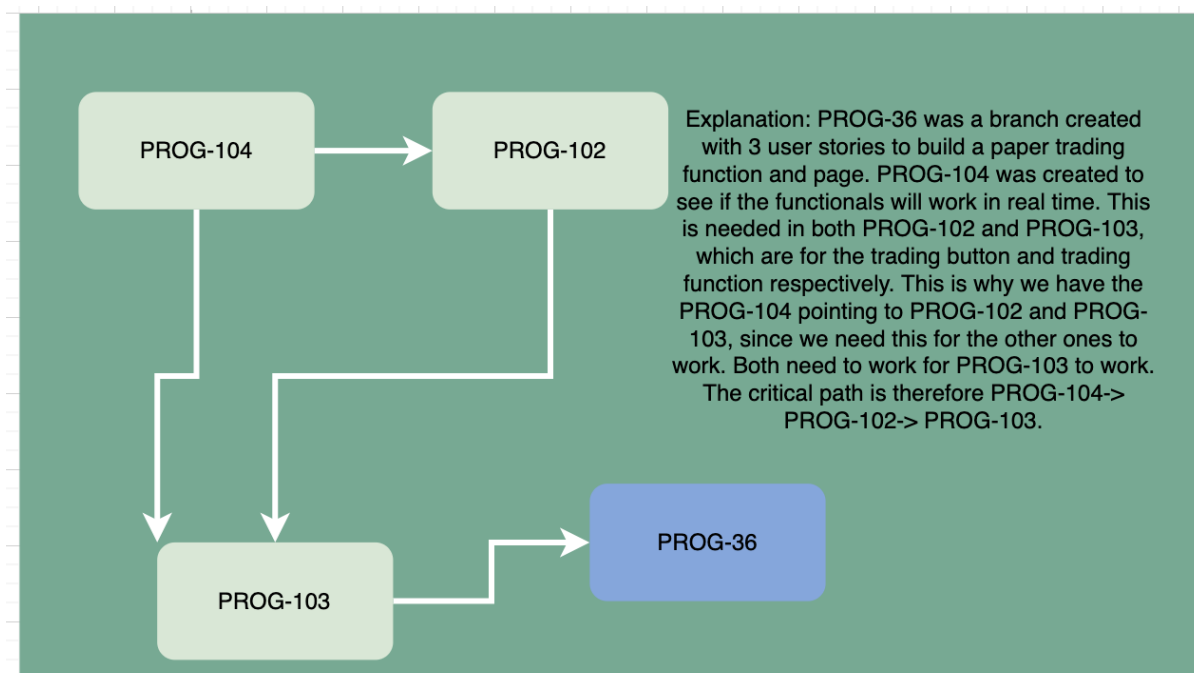 PROG-104
PROG-102
Explanation: PROG-36 was a branch created
with 3 user stories to build a paper trading
function and page. PROG-104 was created to
see if the functionals will work in real time. This
is needed in both PROG-102 and PROG-103,
which are for the trading button and trading
function respectively. This is why we have the
PROG-104 pointing to PROG-102 and PROG-
103, since we need this for the other ones to
work. Both need to work for PROG-103 to work.
The critical path is therefore PROG-104->
PROG-102-> PROG-103.
PROG-36
PROG-103